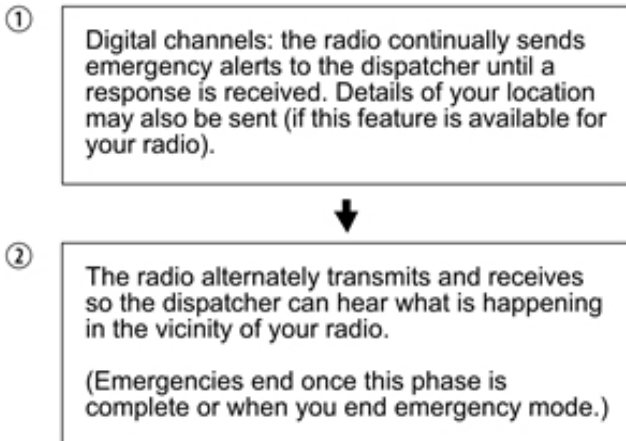 ①
Digital channels: the radio continually sends
emergency alerts to the dispatcher until a
response is received. Details of your location
may also be sent (if this feature is available for
your radio).
②
The radio alternately transmits and receives
so the dispatcher can hear what is happening
in the vicinity of your radio.
(Emergencies end once this phase is
complete or when you end emergency mode.)